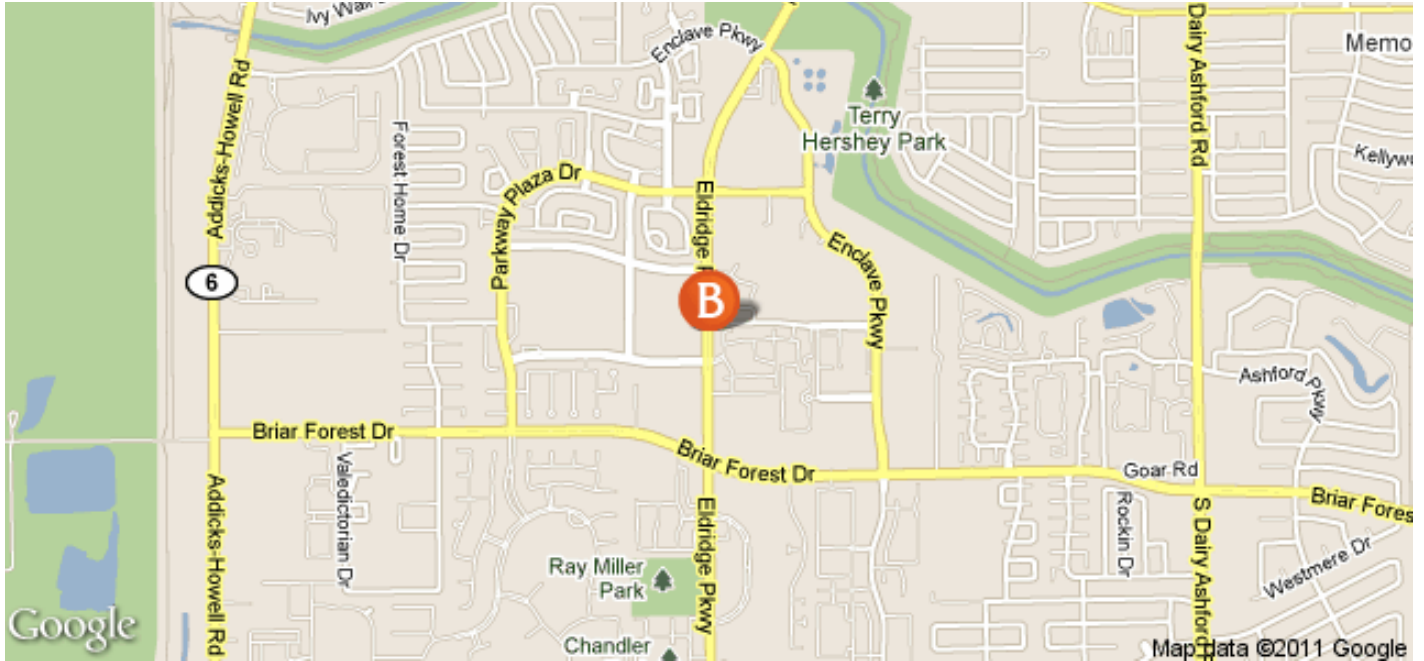 Ivy Wall
Enclave Pkwy
Addicks-Howell Rd
Dairy Ashford Rd
Memo
Terry
Hershey Park
Forest Home Dr
Kellyw
Parkway Plaza Dr
Eldridge P
Enclave Pkwy
6
B
Ashford Pkwy
Briar Forest Dr
Briar Forest Dr
Goar Rd
Briar Fores
Valedictorian Dr
Addicks-Howell Rd
Eldridge Pkwy
Rockin Dr
S Dairy Ashford
Westmere Dr
Ray Miller
Park
Google
Chandler
Map data ©2011 Google